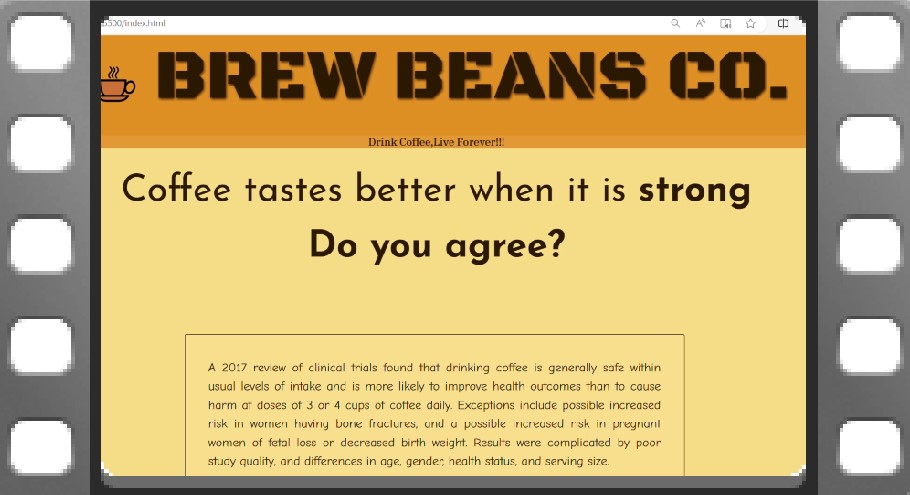 5500/index.html
BREW BEANS CO.
Drink Coffee,Live Forever!!!
Coffee tastes better when it is strong
Do you agree?
A 2017 review of clinical trials found that drinking coffee is generally safe within
usual levels of intake and is more likely to improve health outcomes than to cause
harm at doses of 3 or 4 cups of coffee daily. Exceptions include possible increased
risk in women having bone fractures, and a possible increased risk in pregnant
women of fetal loss or decreased birth weight. Results were complicated by poor
study quality, and differences in age, gender, health status, and serving size.